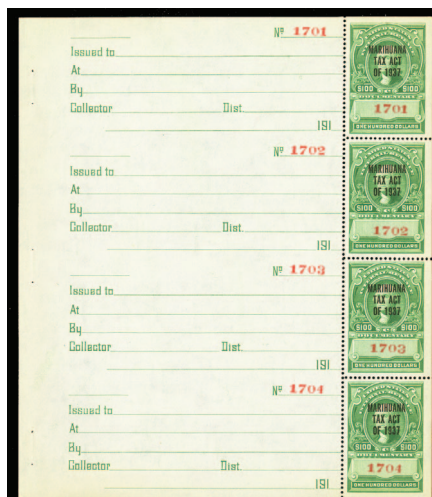 Nº 1701
Issued to
At
By
Collector Dist.
191
MARIHUANA
TAX ACT
OF 1937
$100 $100
1701
ONE HUNDRED DOLLARS
Nº 1702
Issued to
At
By
Collector Dist.
191
MARIHUANA
TAX ACT
OF 1937
$100 $100
DOCUMENTARY
1702
ONE HUNDRED DOLLARS
Nº 1703
Issued to
At
By
Collector Dist.
191
MARIHUANA
TAX ACT
OF 1937
$100 $100
DOCUMENTARY
1703
ONE HUNDRED DOLLARS
Nº 1704
Issued to
At
By
Collector Dist.
191
MARIHUANA
TAX ACT
OF 1937
$100 $100
DOCUMENTARY
1704